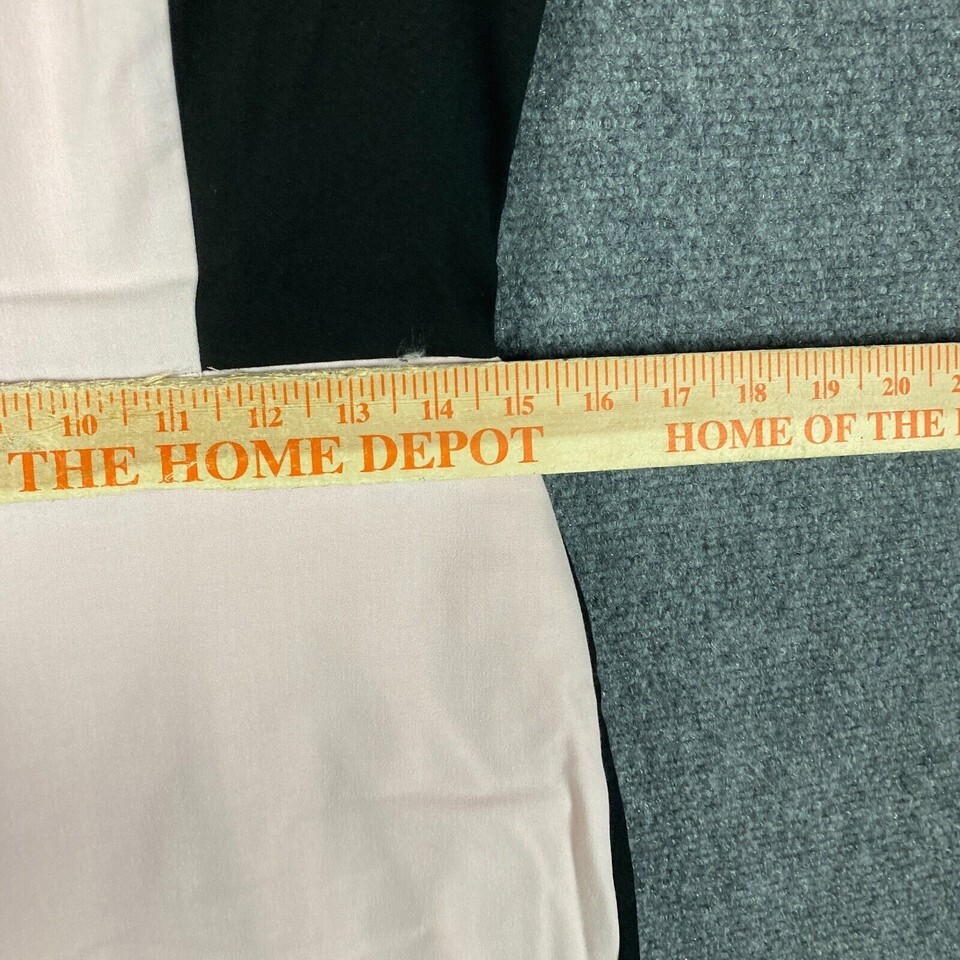 10 11 12 13 14 15 16 17 18 19 20
THE HOME DEPOT HOME OF THE